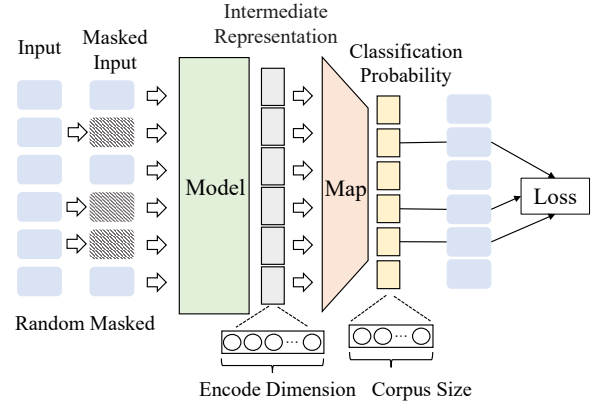 Intermediate
Representation
Input
Masked
Input
Classification
Probability
Model
Map
Loss
Random Masked
...
...
Encode Dimension
Corpus Size